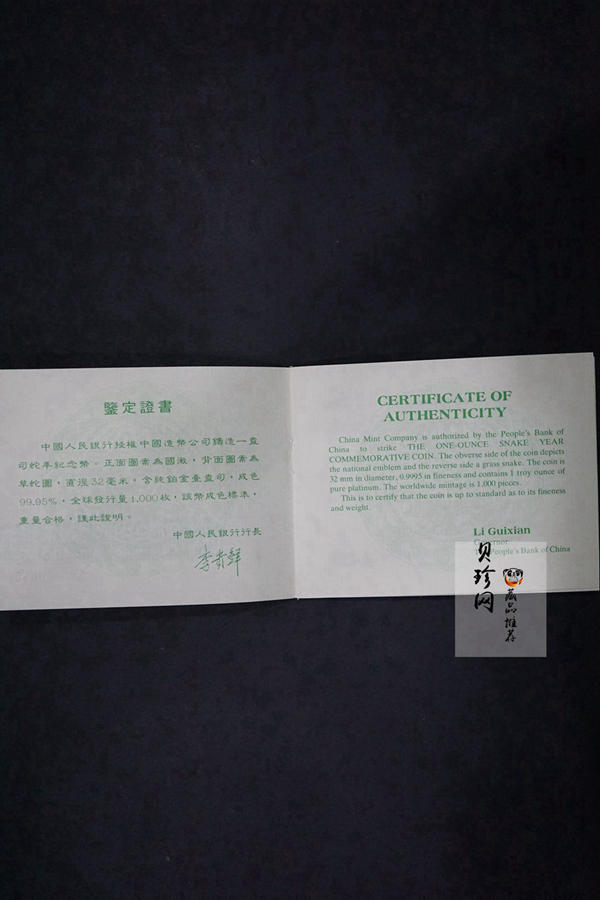 鑒定證書
中國人民銀行授權中國造幣公司鑄造一盎
司蛇年紀念幣。正面圖案為國徽，背面圖案為
草蛇圖，直徑32毫米，含純鉑壹盎司，成色
99.95%，全球發行量1,000枚，該幣成色標準，
重量合格，謹此證明。
中國人民銀行行長
李貴鮮
CERTIFICATE OF
AUTHENTICITY
China Mint Company is authorized by the People's Bank of
China to strike THE ONE-OUNCE SNAKE YEAR
COMMEMORATIVE COIN. The obverse side of the coin depicts
the national emblem and the reverse side a grass snake. The coin is
32 mm in diameter, 0.9995 in fineness and contains 1 troy ounce of
pure platinum. The worldwide mintage is 1,000 pieces.
This is to certify that the coin is up to standard as to its fineness
and weight.
Li Guixian
Governor
The People's Bank of China
贝珍网
藏品推荐